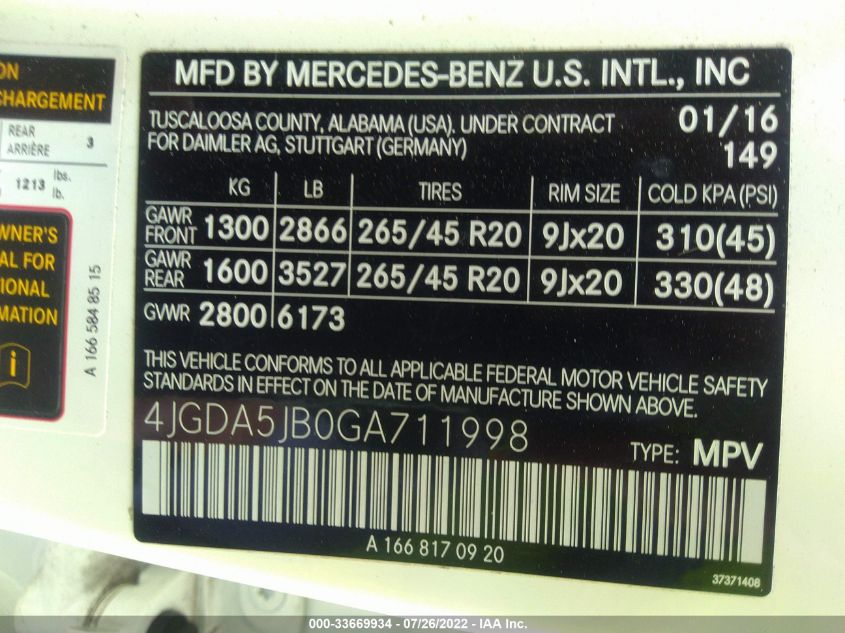 ON
CHARGEMENT
REAR
ARRIÈRE 3
1213 lbs.
lb.
WNER'S
AL FOR
IONAL
MATION
i
A 166 584 85 15
MFD BY MERCEDES-BENZ U.S. INTL., INC
TUSCALOOSA COUNTY, ALABAMA (USA). UNDER CONTRACT 01/16
FOR DAIMLER AG, STUTTGART (GERMANY) 149
KG LB TIRES RIM SIZE COLD KPA (PSI)
GAWR FRONT 1300 2866 265/45 R20 9Jx20 310(45)
GAWR REAR 1600 3527 265/45 R20 9Jx20 330(48)
GVWR 2800 6173
THIS VEHICLE CONFORMS TO ALL APPLICABLE FEDERAL MOTOR VEHICLE SAFETY
STANDARDS IN EFFECT ON THE DATE OF MANUFACTURE SHOWN ABOVE.
4JGDA5JB0GA711998
TYPE: MPV
A 166 817 09 20
37371408
000-33669934 - 07/26/2022 - IAA Inc.